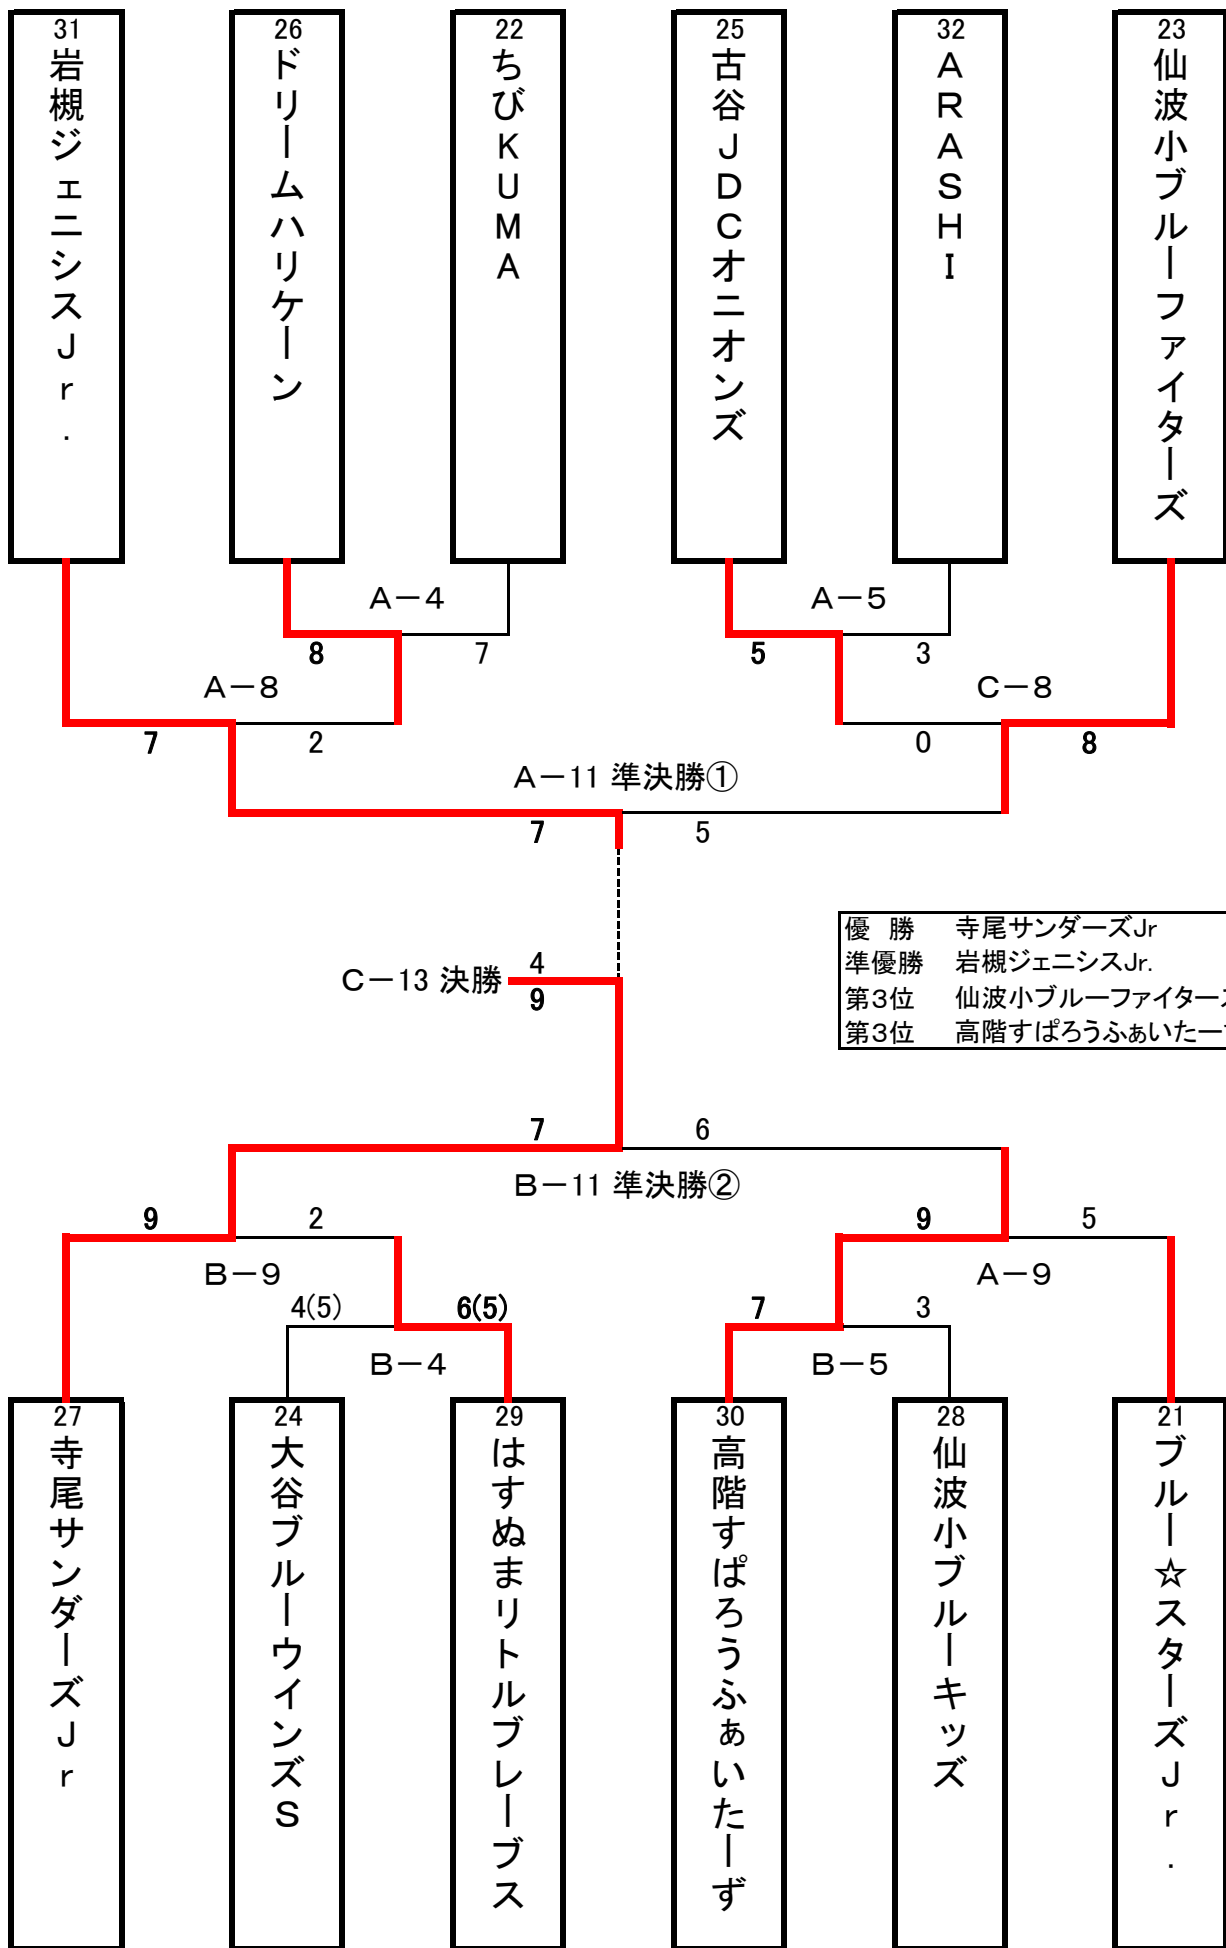 31 26 22 25 32 23
岩槻ジェニシスJr.
ドリームハリケーン
ちびKUMA
古谷JDCオニオンズ
ARASHI
仙波小ブルーファイターズ
A-4
A-5
8 7 5 3
A-8
C-8
7 2 0 8
A-11 準決勝①
7 5
優 勝 寺尾サンダーズJr
準優勝 岩槻ジェニシスJr.
第3位 仙波小ブルーファイターズ
第3位 高階すぱろうふぁいたーず
4
C-13 決勝
9
7 6
B-11 準決勝②
9 2 9 5
B-9
A-9
4(5) 6(5) 7 3
B-4
B-5
27 24 29 30 28 21
寺尾サンダーズJr
大谷ブルーウインズS
はすぬまリトルブレーブス
高階すぱろうふぁいたーず
仙波小ブルーキッズ
ブルー☆スターズJr.